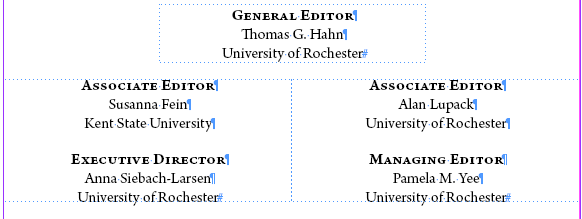 GENERAL EDITOR
Thomas G. Hahn
University of Rochester
ASSOCIATE EDITOR
Susanna Fein
Kent State University
EXECUTIVE DIRECTOR
Anna Siebach-Larsen
University of Rochester
ASSOCIATE EDITOR
Alan Lupack
University of Rochester
MANAGING EDITOR
Pamela M. Yee
University of Rochester